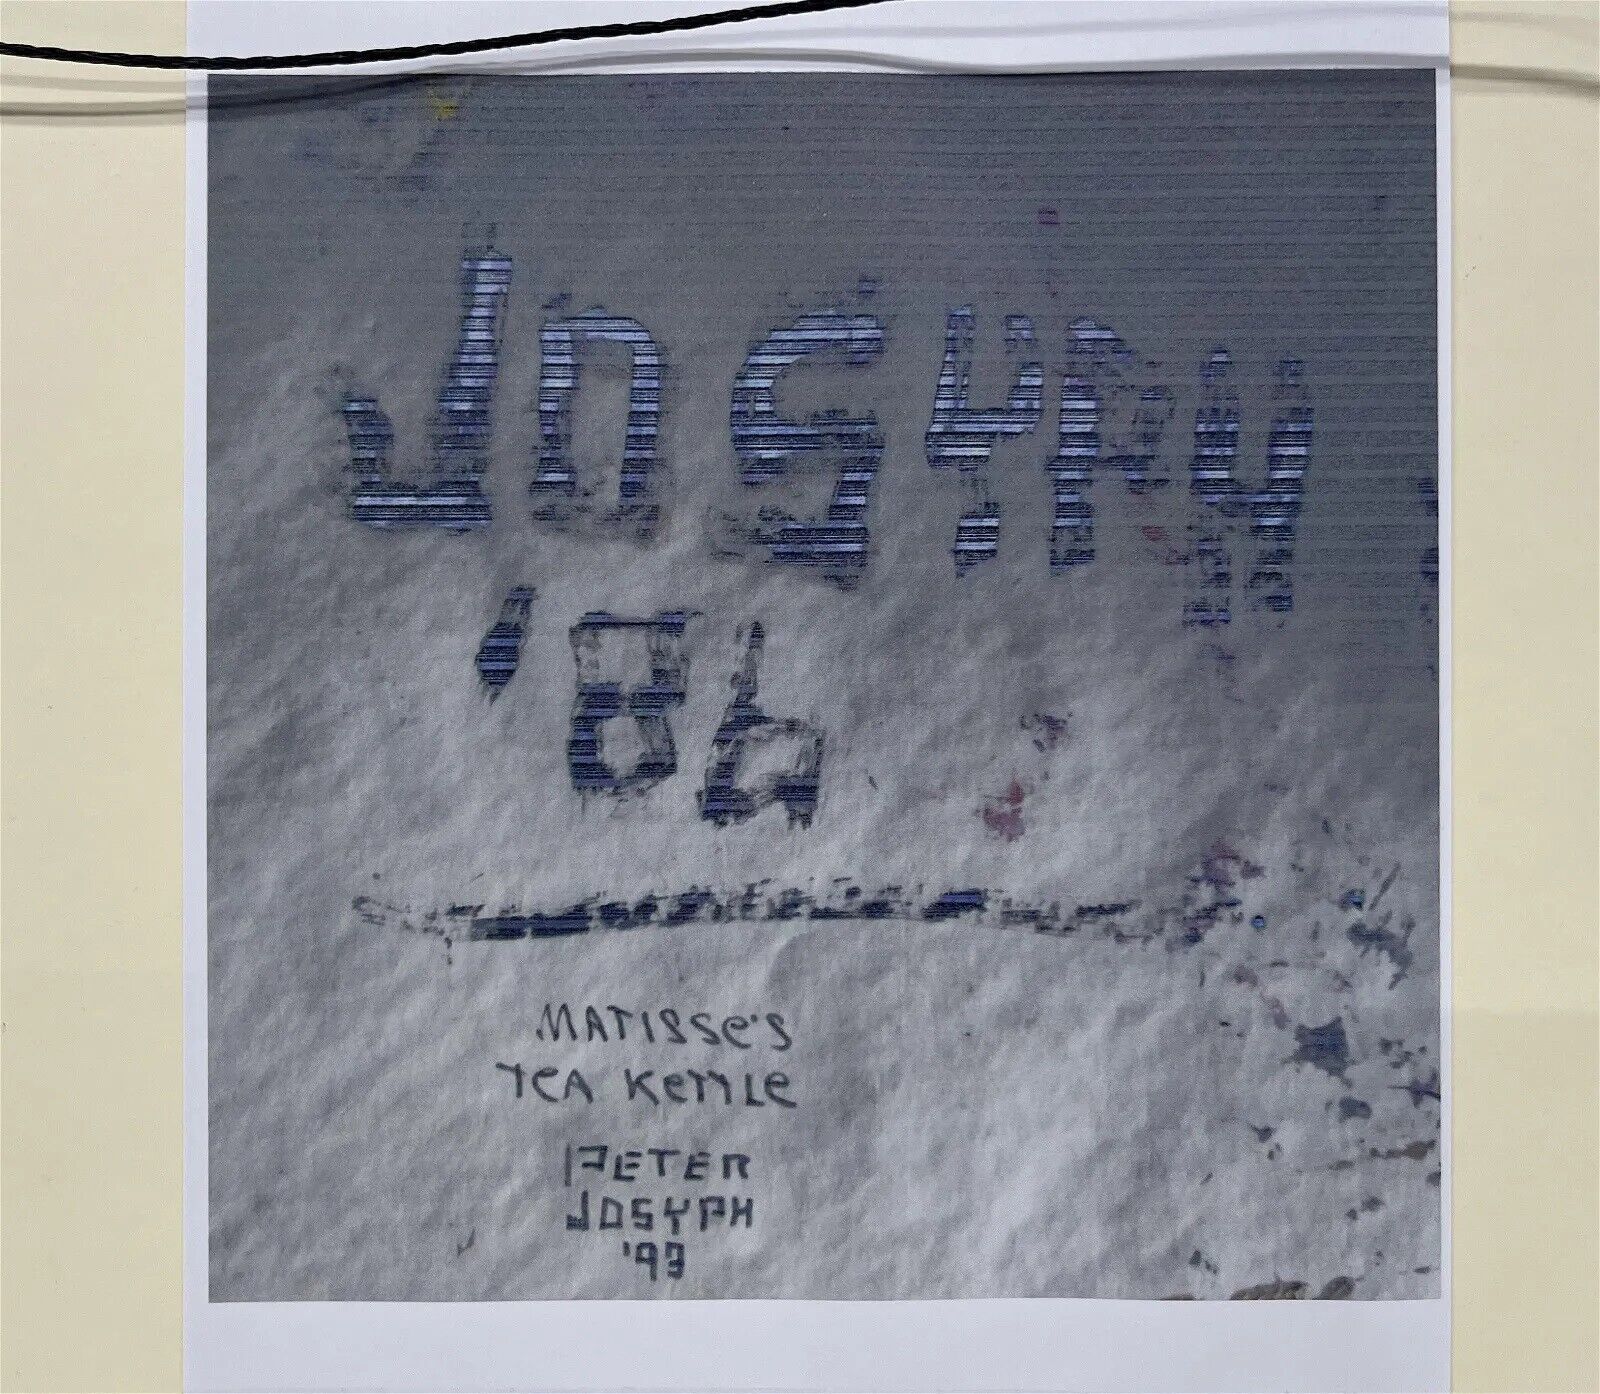 JOSYPH
'86
MATISSe'S
TeA KeTTLe
PETER
JOSYPH
'93